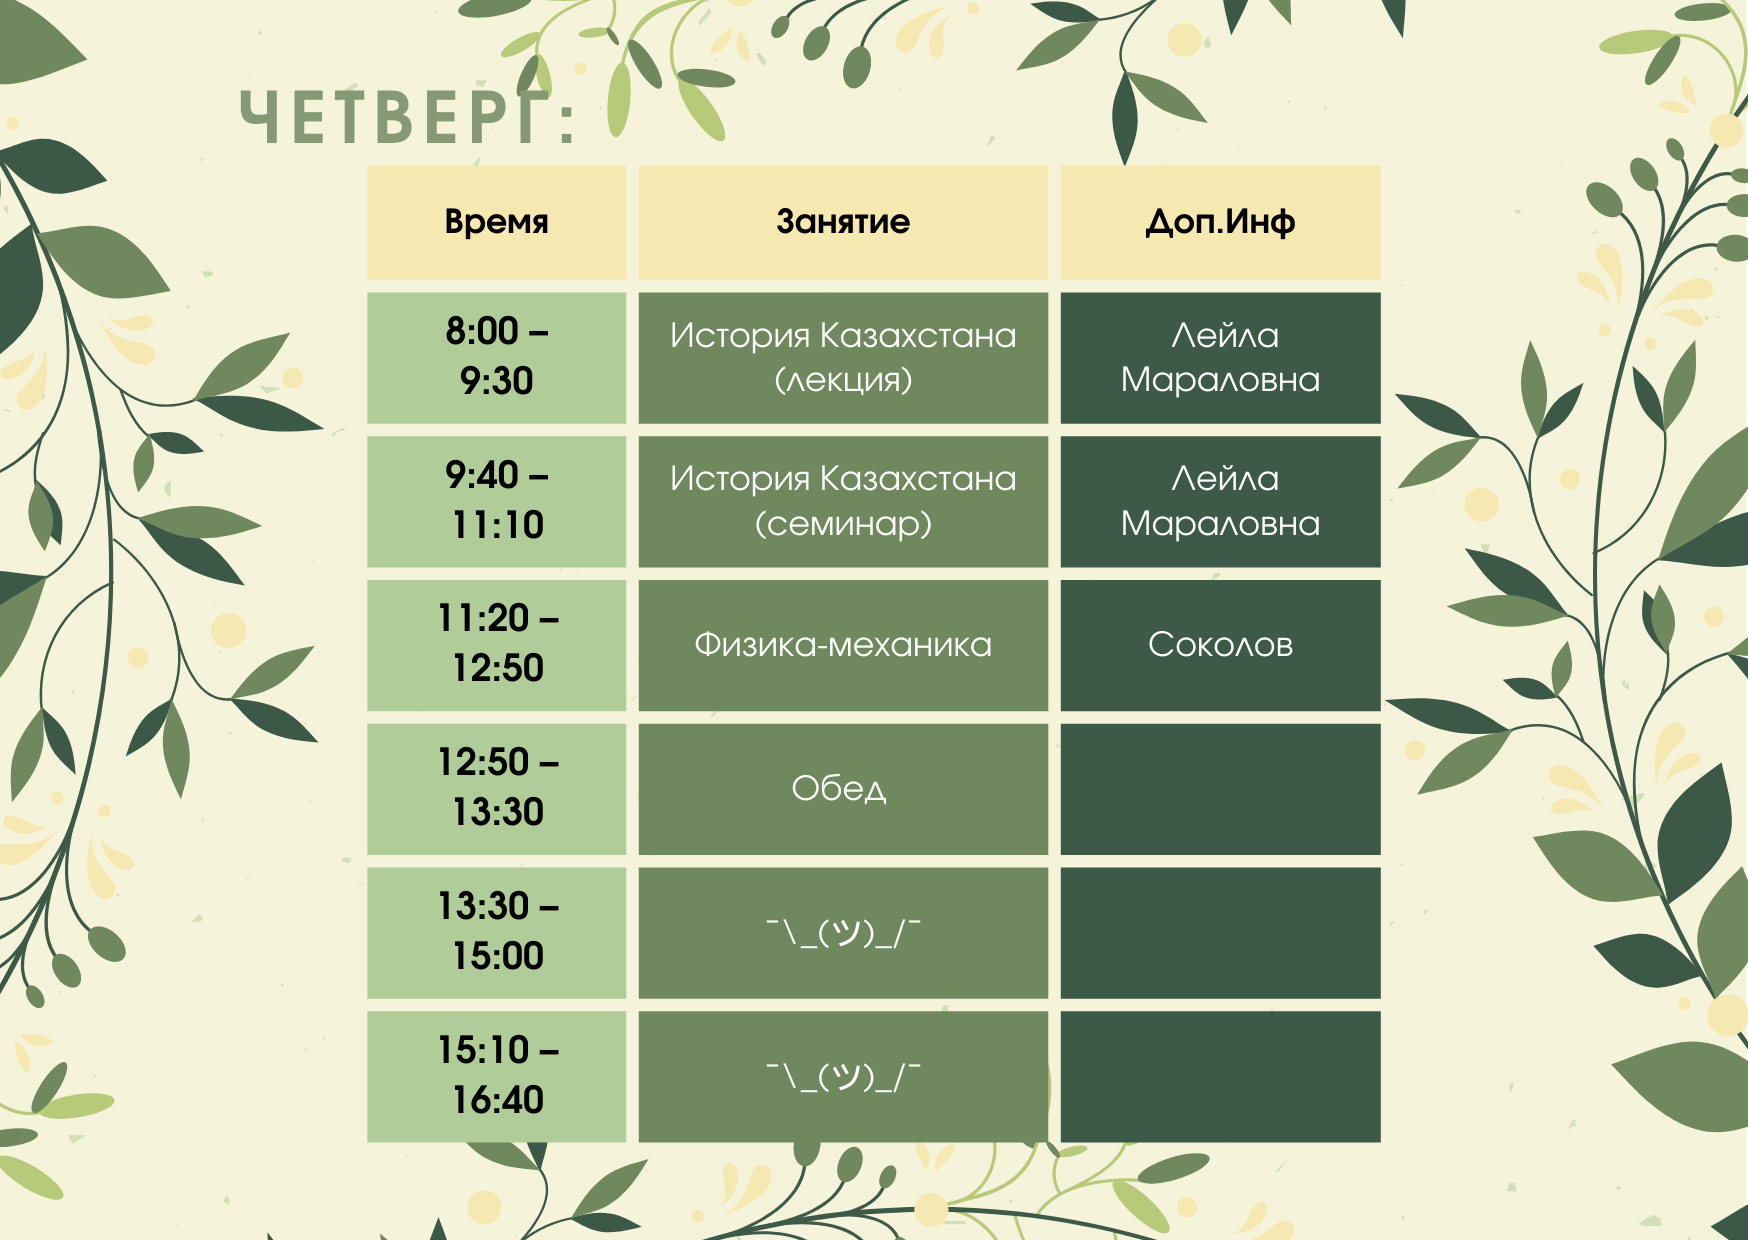 ЧЕТВЕРГ:
Время
Занятие
Доп.Инф
8:00 –
9:30
История Казахстана
(лекция)
Лейла
Мараловна
9:40 –
11:10
История Казахстана
(семинар)
Лейла
Мараловна
11:20 –
12:50
Физика-механика
Соколов
12:50 –
13:30
Обед
13:30 –
15:00
¯\_(ツ)_/¯
15:10 –
16:40
¯\_(ツ)_/¯